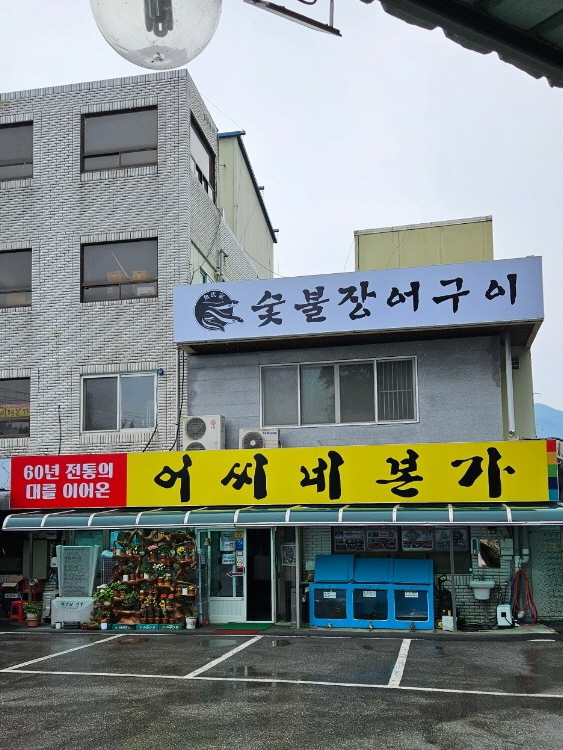 숯불장어구이
60년 전통의
대를 이어온
어씨네본가